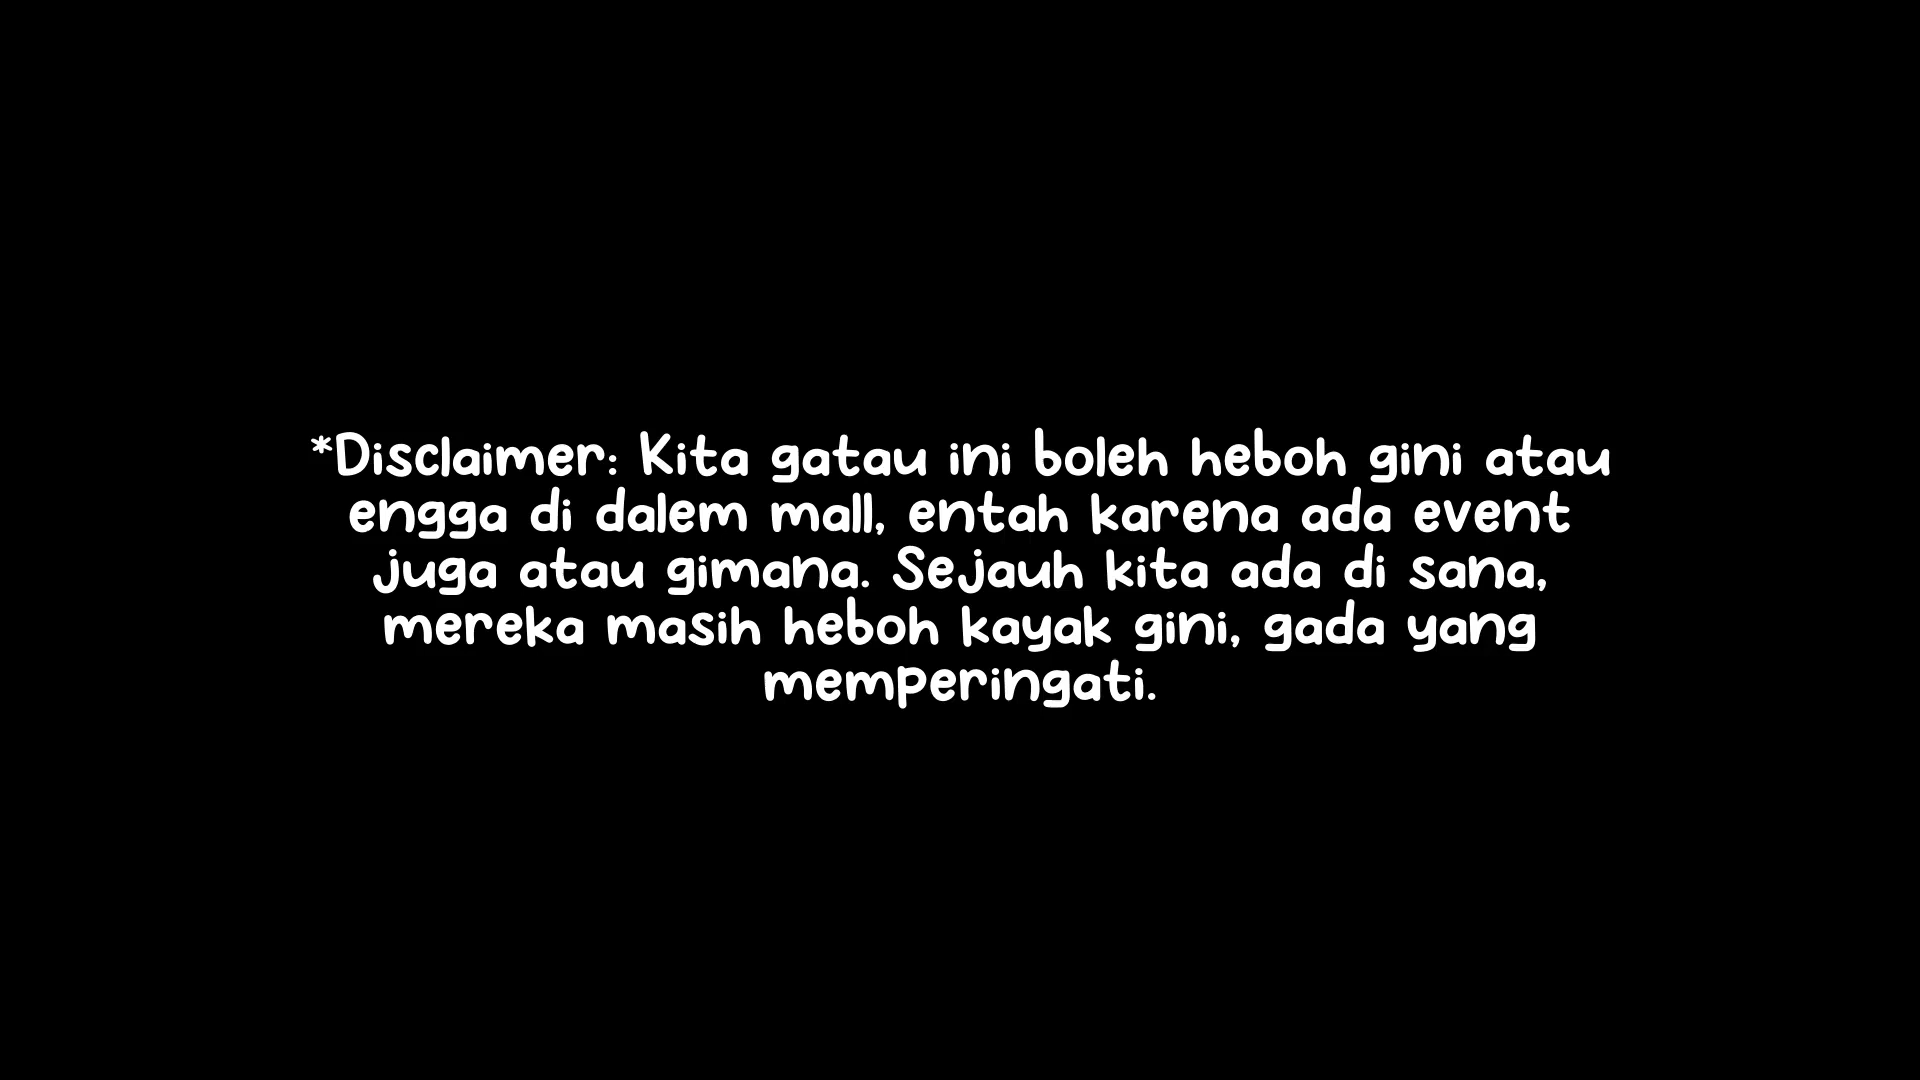 *Disclaimer: Kita gatau ini boleh heboh gini atau
engga di dalem mall, entah karena ada event
juga atau gimana. Sejauh kita ada di sana,
mereka masih heboh kayak gini, gada yang
memperingati.